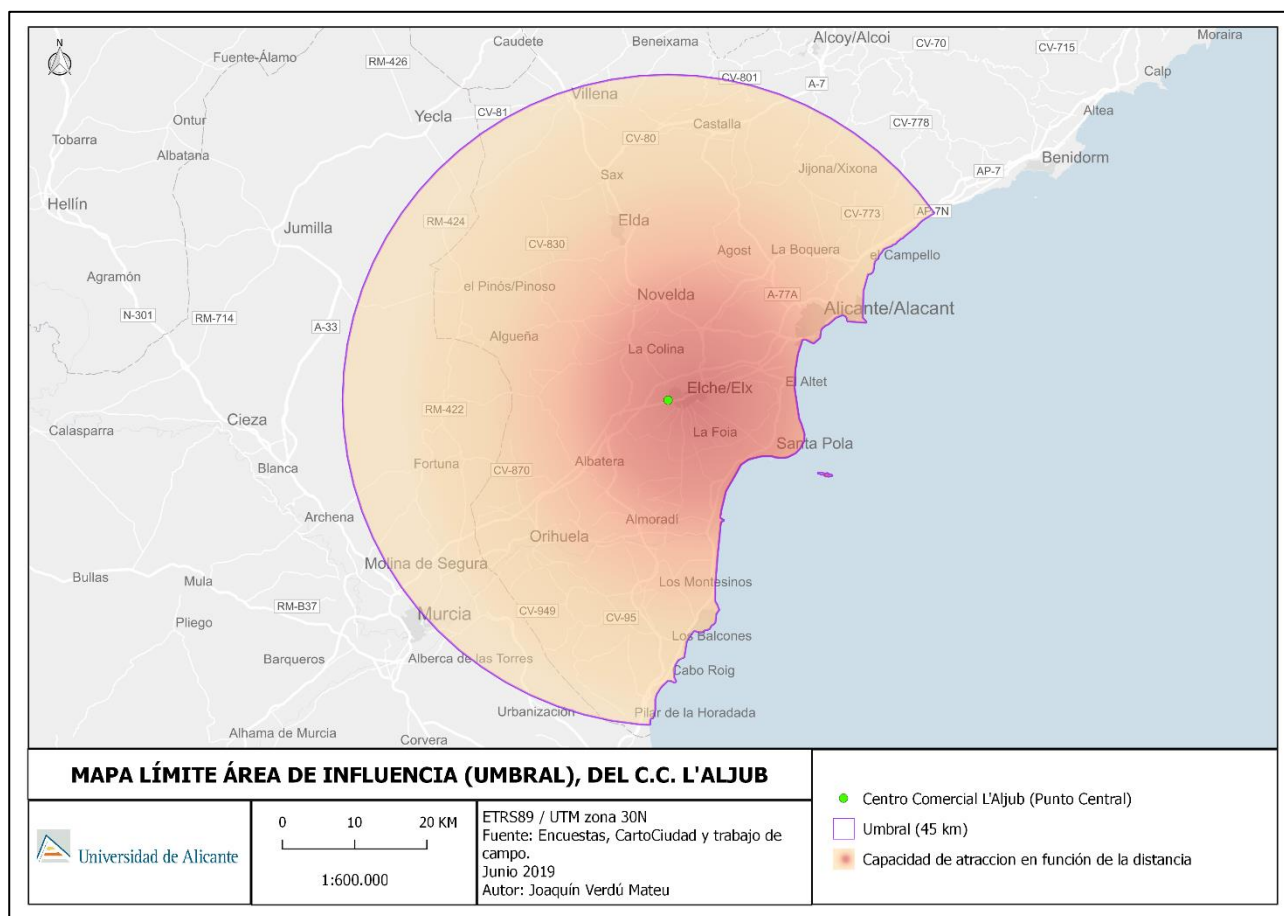 N
Caudete
Beneixama
Alcoy/Alcoi
CV-70
CV-715
Moraira
Fuente-Álamo
RM-426
CV-801
A-7
Calp
Villena
CV-81
Yecla
Ontur
Castalla
CV-778
Altea
Tobarra
Albatana
CV-80
Benidorm
Sax
Jijona/Xixona
AP-7
Hellín
Jumilla
RM-424
Elda
CV-773
AP-7N
CV-830
Agost
La Boquera
el Campello
Agramón
el Pinós/Pinoso
Novelda
A-77A
N-301
RM-714
A-33
Algueña
Alicante/Alacant
La Colina
Elche/Elx
El Altet
RM-422
Cieza
Calasparra
La Foia
Santa Pola
Blanca
Fortuna
CV-870
Albatera
Archena
Almoradí
Orihuela
Molina de Segura
Bullas
Mula
Los Montesinos
RM-B37
Murcia
CV-949
CV-95
Pliego
Los Balcones
Barqueros
Alberca de las Torres
Cabo Roig
Urbanización
Pilar de la Horadada
Alhama de Murcia
Corvera
MAPA LÍMITE ÁREA DE INFLUENCIA (UMBRAL), DEL C.C. L'ALJUB
Universidad de Alicante
0 10 20 KM
1:600.000
ETRS89 / UTM zona 30N
Fuente: Encuestas, CartoCiudad y trabajo de
campo.
Junio 2019
Autor: Joaquín Verdú Mateu
Centro Comercial L'Aljub (Punto Central)
Umbral (45 km)
Capacidad de atraccion en función de la distancia